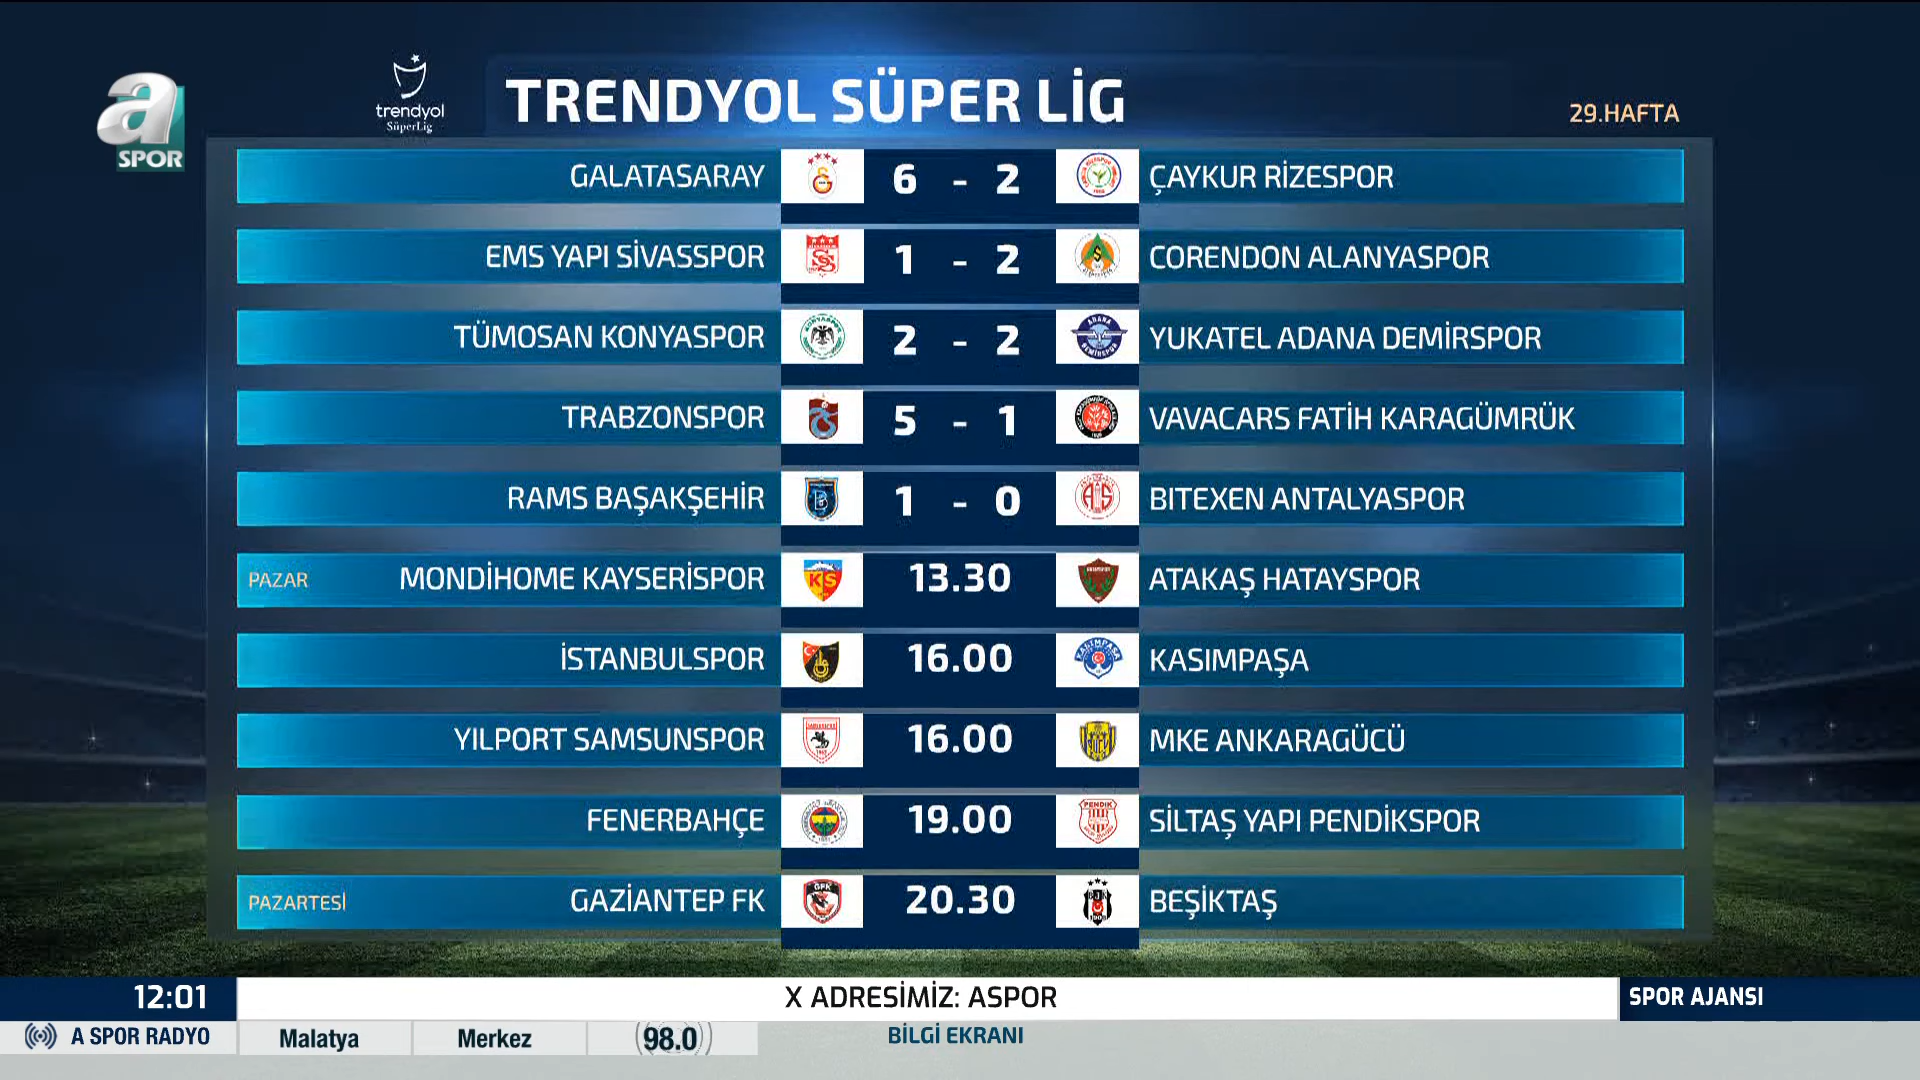 a
SPOR
trendyol
SüperLig
TRENDYOL SÜPER LİG
29.HAFTA
GALATASARAY 6 - 2 ÇAYKUR RİZESPOR
EMS YAPI SİVASSPOR 1 - 2 CORENDON ALANYASPOR
TÜMOSAN KONYASPOR 2 - 2 YUKATEL ADANA DEMİRSPOR
TRABZONSPOR 5 - 1 VAVACARS FATİH KARAGÜMRÜK
RAMS BAŞAKŞEHİR 1 - 0 BITEXEN ANTALYASPOR
PAZAR MONDİHOME KAYSERİSPOR 13.30 ATAKAŞ HATAYSPOR
İSTANBULSPOR 16.00 KASIMPAŞA
YILPORT SAMSUNSPOR 16.00 MKE ANKARAGÜCÜ
FENERBAHÇE 19.00 SİLTAŞ YAPI PENDİKSPOR
PAZARTESİ GAZİANTEP FK 20.30 BEŞİKTAŞ
12:01 X ADRESİMİZ: ASPOR SPOR AJANSI
A SPOR RADYO Malatya Merkez 98.0 BİLGİ EKRANI